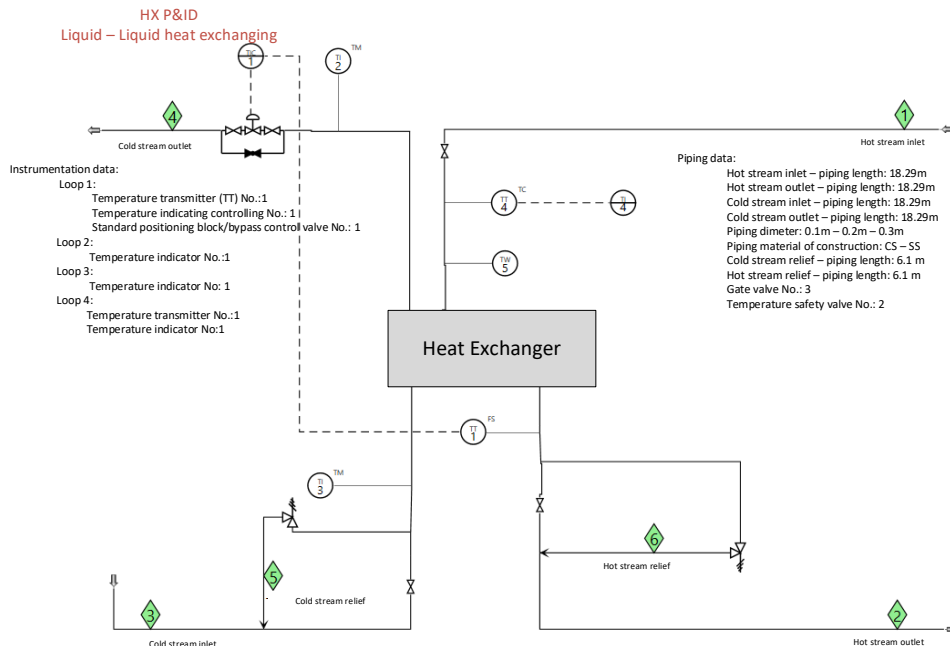 HX P&ID
Liquid – Liquid heat exchanging
TIC
1
TI
2
TM
4
Cold stream outlet
1
Hot stream inlet
Instrumentation data:
Loop 1:
Temperature transmitter (TT) No.:1
Temperature indicating controlling No.: 1
Standard positioning block/bypass control valve No.: 1
Loop 2:
Temperature indicator No.:1
Loop 3:
Temperature indicator No: 1
Loop 4:
Temperature transmitter No.:1
Temperature indicator No:1
Piping data:
Hot stream inlet – piping length: 18.29m
Hot stream outlet – piping length: 18.29m
Cold stream inlet – piping length: 18.29m
Cold stream outlet – piping length: 18.29m
Piping dimeter: 0.1m – 0.2m – 0.3m
Piping material of construction: CS – SS
Cold stream relief – piping length: 6.1 m
Hot stream relief – piping length: 6.1 m
Gate valve No.: 3
Temperature safety valve No.: 2
TT
4
TC
TI
4
TW
5
Heat Exchanger
TT
1
FS
TI
3
TM
6
Hot stream relief
5
Cold stream relief
3
Cold stream inlet
2
Hot stream outlet